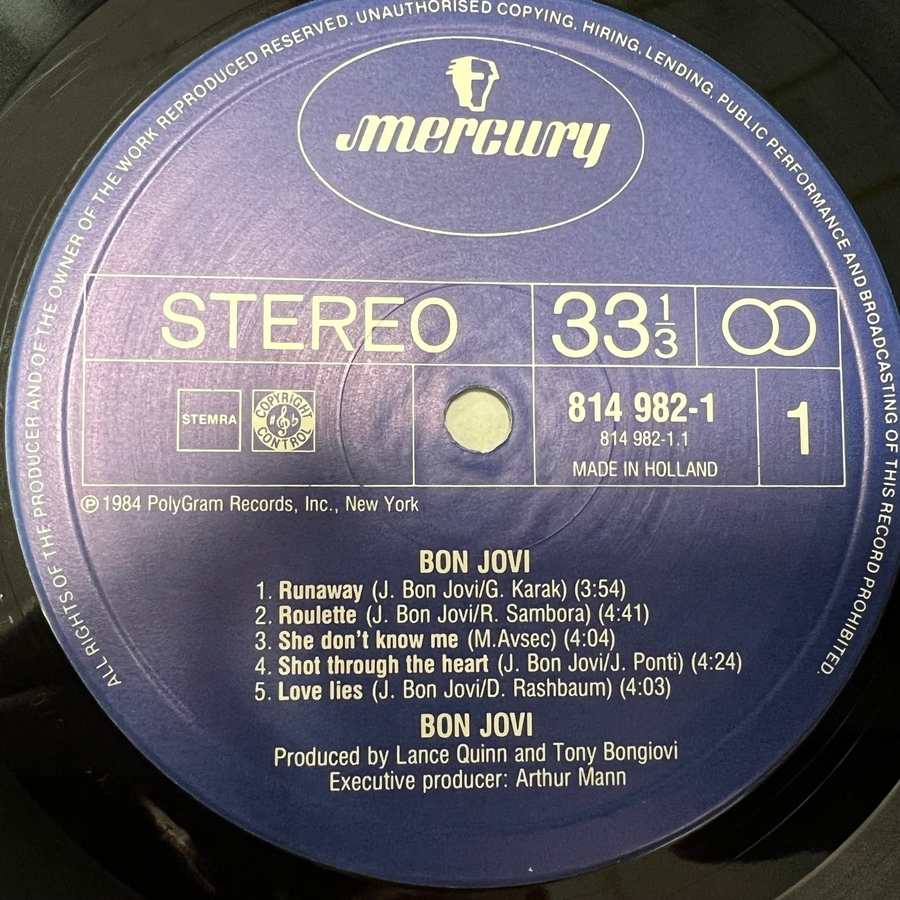 ALL RIGHTS OF THE PRODUCER AND OF THE OWNER OF THE WORK REPRODUCED RESERVED. UNAUTHORISED COPYING, HIRING, LENDING, PUBLIC PERFORMANCE AND BROADCASTING OF THIS RECORD PROHIBITED.
mercury
STEREO
33 1/3
STEMRA
COPYRIGHT CONTROL
814 982-1
814 982-1.1
MADE IN HOLLAND
1
℗ 1984 PolyGram Records, Inc., New York
BON JOVI
1. Runaway (J. Bon Jovi/G. Karak) (3:54)
2. Roulette (J. Bon Jovi/R. Sambora) (4:41)
3. She don't know me (M.Avsec) (4:04)
4. Shot through the heart (J. Bon Jovi/J. Ponti) (4:24)
5. Love lies (J. Bon Jovi/D. Rashbaum) (4:03)
BON JOVI
Produced by Lance Quinn and Tony Bongiovi
Executive producer: Arthur Mann